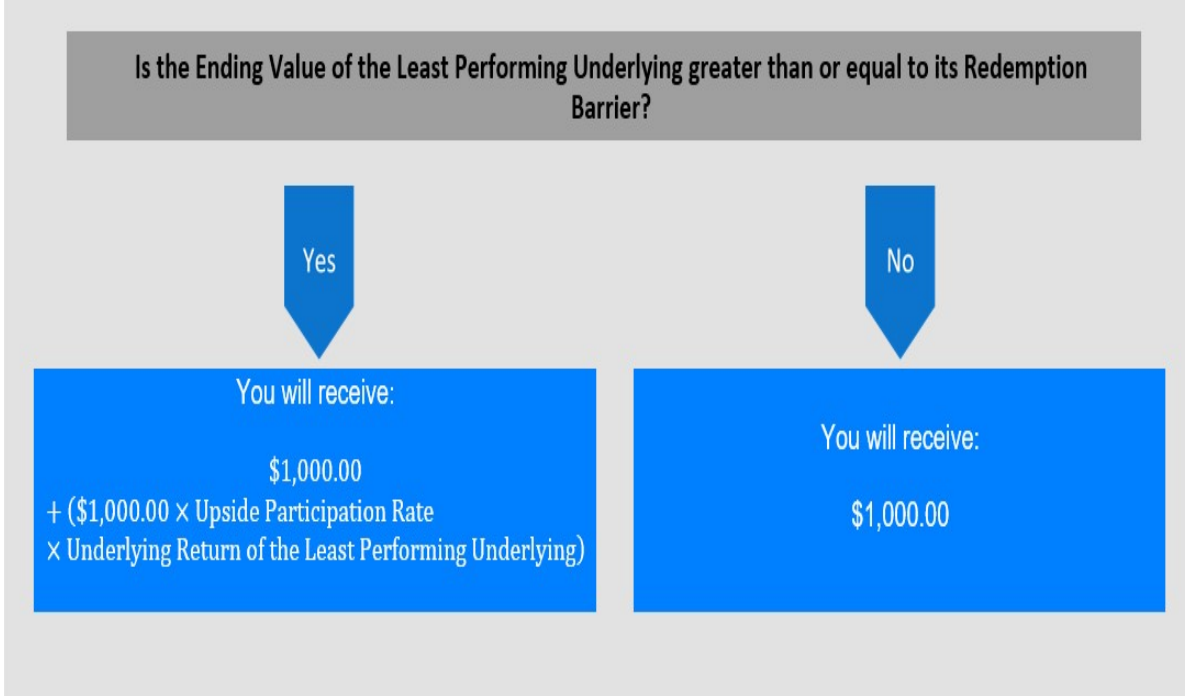 Is the Ending Value of the Least Performing Underlying greater than or equal to its Redemption
Barrier?
Yes
No
You will receive:
$1,000.00
+ ($1,000.00 × Upside Participation Rate
× Underlying Return of the Least Performing Underlying)
You will receive:
$1,000.00